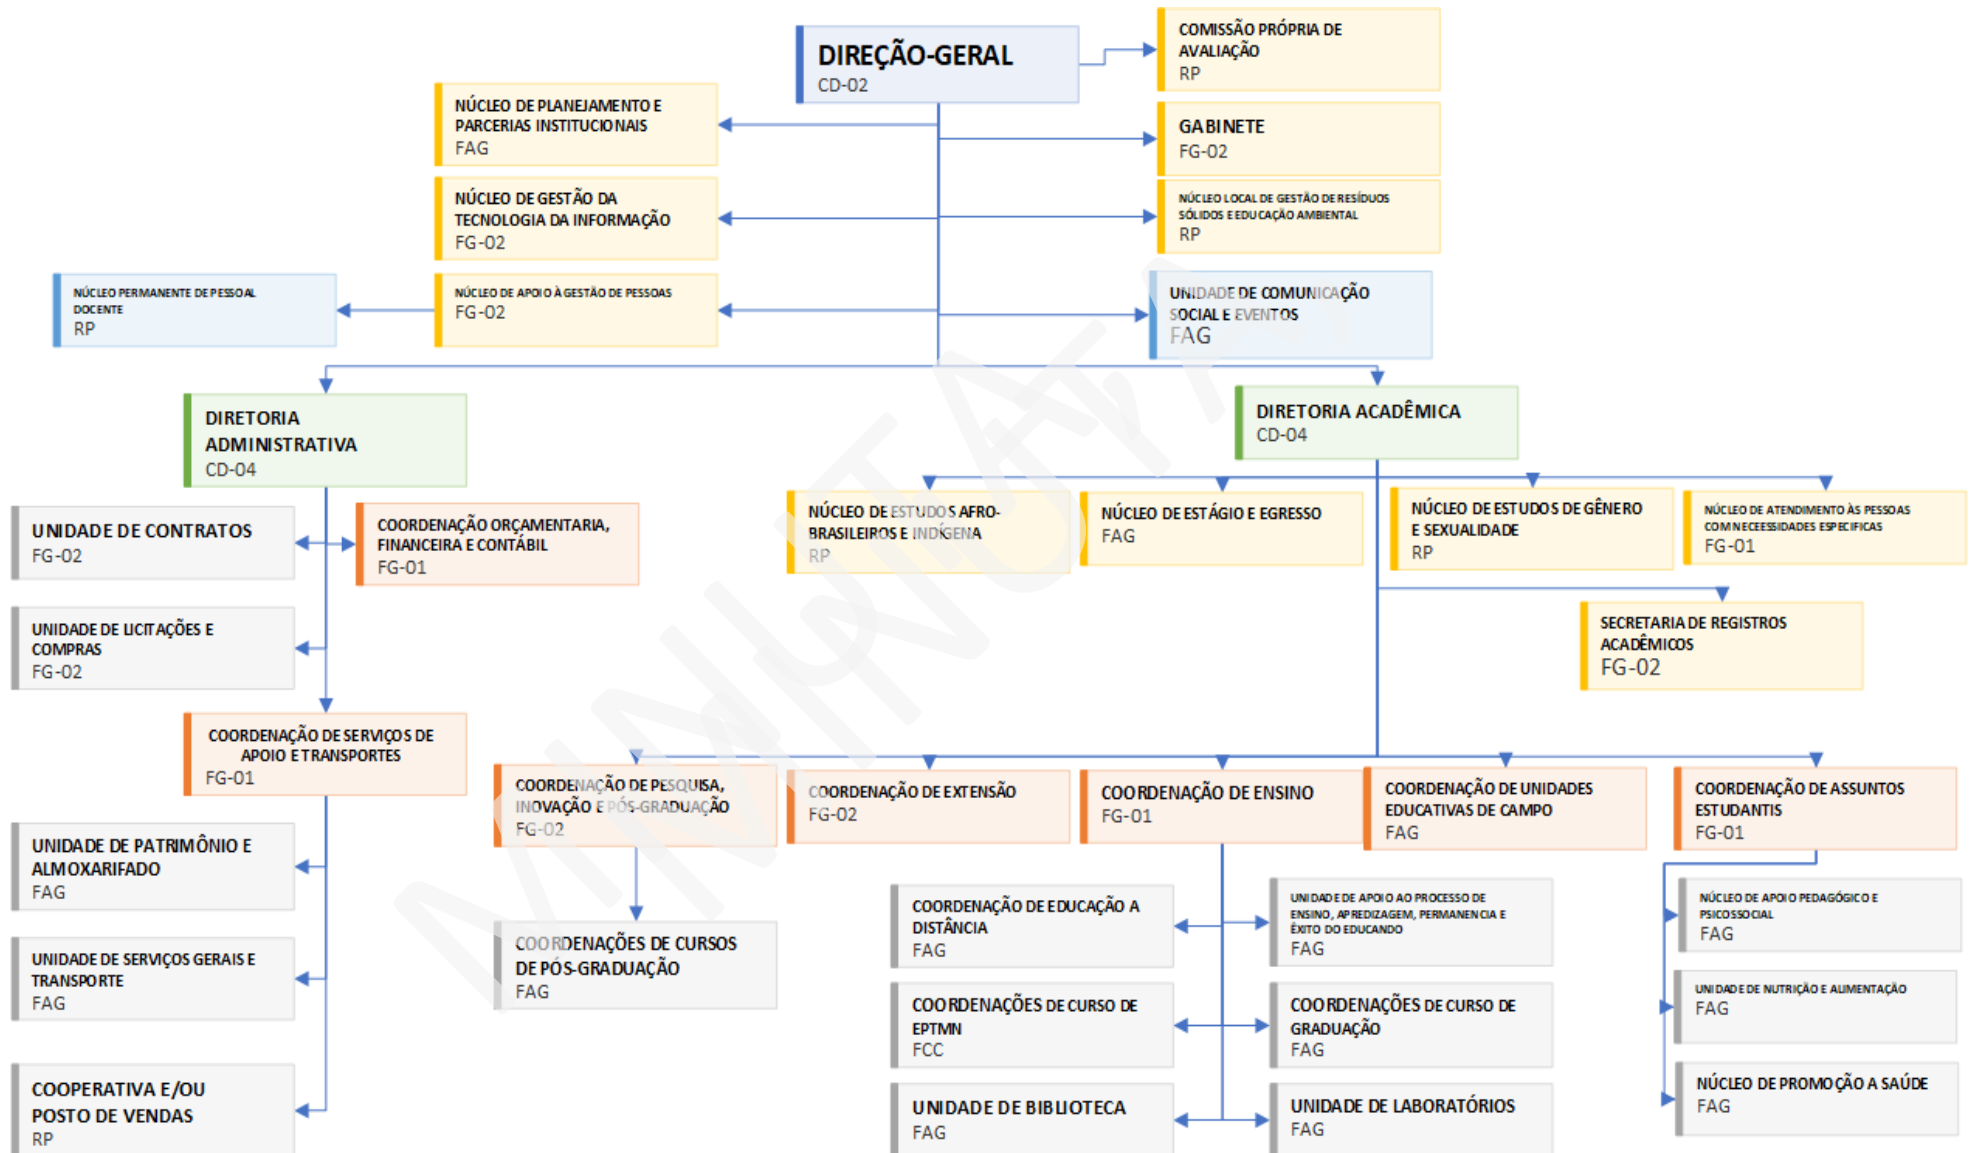 DIREÇÃO-GERAL
CD-02
COMISSÃO PRÓPRIA DE
AVALIAÇÃO
RP
NÚCLEO DE PLANEJAMENTO E
PARCERIAS INSTITUCIONAIS
FAG
GABINETE
FG-02
NÚCLEO DE GESTÃO DA
TECNOLOGIA DA INFORMAÇÃO
FG-02
NÚCLEO LOCAL DE GESTÃO DE RESÍDUOS
SÓLIDOS E EDUCAÇÃO AMBIENTAL
RP
NÚCLEO PERMANENTE DE PESSOAL
DOCENTE
RP
NÚCLEO DE APOIO À GESTÃO DE PESSOAS
FG-02
UNIDADE DE COMUNICAÇÃO
SOCIAL E EVENTOS
FAG
DIRETORIA
ADMINISTRATIVA
CD-04
DIRETORIA ACADÊMICA
CD-04
UNIDADE DE CONTRATOS
FG-02
COORDENAÇÃO ORÇAMENTARIA,
FINANCEIRA E CONTÁBIL
FG-01
NÚCLEO DE ESTUDOS AFRO-
BRASILEIROS E INDÍGENA
RP
NÚCLEO DE ESTÁGIO E EGRESSO
FAG
NÚCLEO DE ESTUDOS DE GÊNERO
E SEXUALIDADE
RP
NÚCLEO DE ATENDIMENTO ÀS PESSOAS
COM NECEESSIDADES ESPECIFICAS
FG-01
UNIDADE DE LICITAÇÕES E
COMPRAS
FG-02
SECRETARIA DE REGISTROS
ACADÊMICOS
FG-02
COORDENAÇÃO DE SERVIÇOS DE
APOIO E TRANSPORTES
FG-01
COORDENAÇÃO DE PESQUISA,
INOVAÇÃO E PÓS-GRADUAÇÃO
FG-02
COORDENAÇÃO DE EXTENSÃO
FG-02
COORDENAÇÃO DE ENSINO
FG-01
COORDENAÇÃO DE UNIDADES
EDUCATIVAS DE CAMPO
FAG
COORDENAÇÃO DE ASSUNTOS
ESTUDANTIS
FG-01
UNIDADE DE PATRIMÔNIO E
ALMOXARIFADO
FAG
UNIDADE DE SERVIÇOS GERAIS E
TRANSPORTE
FAG
COOPERATIVA E/OU
POSTO DE VENDAS
RP
COORDENAÇÕES DE CURSOS
DE PÓS-GRADUAÇÃO
FAG
COORDENAÇÃO DE EDUCAÇÃO A
DISTÂNCIA
FAG
UNIDADE DE APOIO AO PROCESSO DE
ENSINO, APREDIZAGEM, PERMANENCIA E
ÊXITO DO EDUCANDO
FAG
COORDENAÇÕES DE CURSO DE
EPTMN
FCC
COORDENAÇÕES DE CURSO DE
GRADUAÇÃO
FAG
UNIDADE DE BIBLIOTECA
FAG
UNIDADE DE LABORATÓRIOS
FAG
NÚCLEO DE APOIO PEDAGÓGICO E
PSICOSSOCIAL
FAG
UNIDADE DE NUTRIÇÃO E ALIMENTAÇÃO
FAG
NÚCLEO DE PROMOÇÃO A SAÚDE
FAG
MINUTA
MINUTA